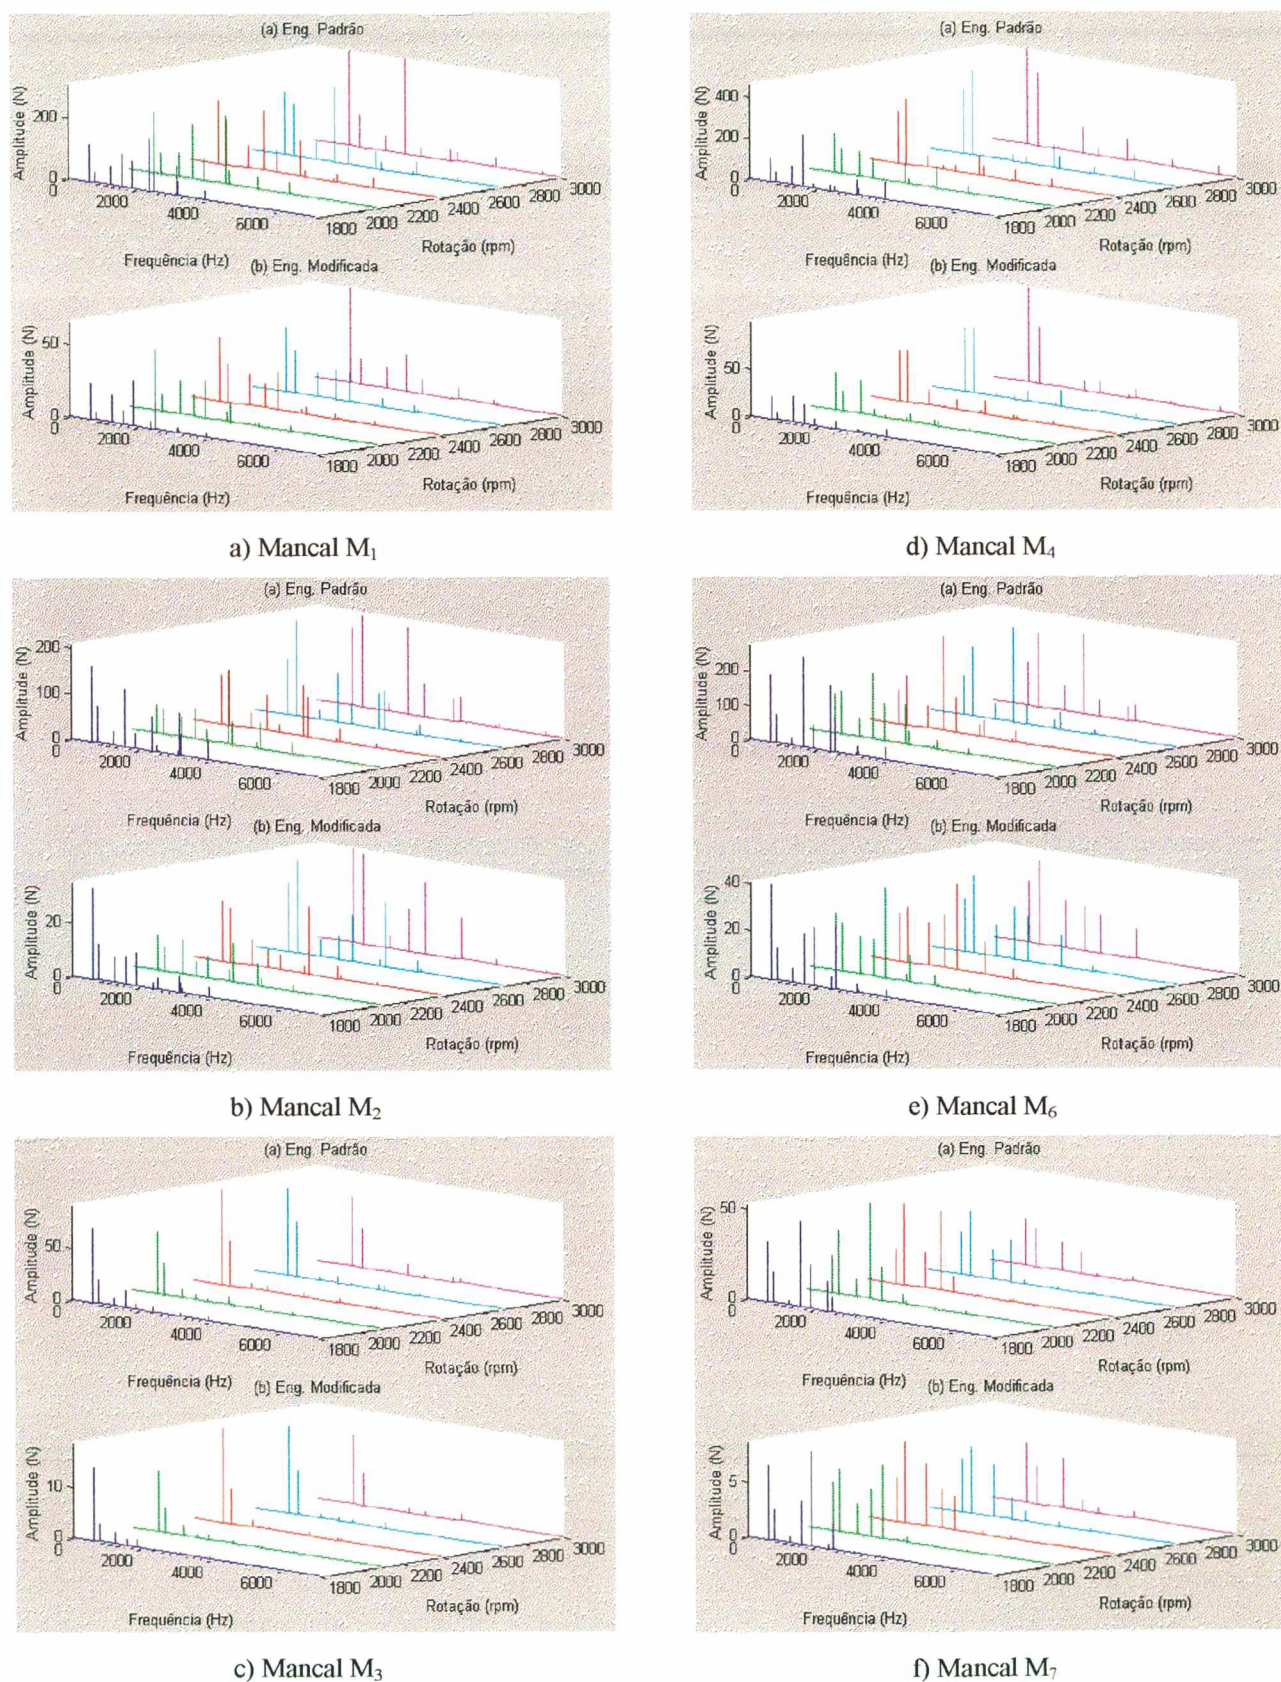 (a) Eng. Padrão
Amplitude (N)
200
0
0
2000
4000
6000
1800
2000
2200
2400
2600
2800
3000
Frequência (Hz)
Rotação (rpm)
(b) Eng. Modificada
Amplitude (N)
50
0
0
2000
4000
6000
1800
2000
2200
2400
2600
2800
3000
Frequência (Hz)
Rotação (rpm)
a) Mancal M₁
(a) Eng. Padrão
Amplitude (N)
400
200
0
0
2000
4000
6000
1800
2000
2200
2400
2600
2800
3000
Frequência (Hz)
Rotação (rpm)
(b) Eng. Modificada
Amplitude (N)
50
0
0
2000
4000
6000
1800
2000
2200
2400
2600
2800
3000
Frequência (Hz)
Rotação (rpm)
d) Mancal M₄
(a) Eng. Padrão
Amplitude (N)
200
100
0
0
2000
4000
6000
1800
2000
2200
2400
2600
2800
3000
Frequência (Hz)
Rotação (rpm)
(b) Eng. Modificada
Amplitude (N)
20
0
0
2000
4000
6000
1800
2000
2200
2400
2600
2800
3000
Frequência (Hz)
Rotação (rpm)
b) Mancal M₂
(a) Eng. Padrão
Amplitude (N)
200
100
0
0
2000
4000
6000
1800
2000
2200
2400
2600
2800
3000
Frequência (Hz)
Rotação (rpm)
(b) Eng. Modificada
Amplitude (N)
40
20
0
0
2000
4000
6000
1800
2000
2200
2400
2600
2800
3000
Frequência (Hz)
Rotação (rpm)
e) Mancal M₆
(a) Eng. Padrão
Amplitude (N)
50
0
0
2000
4000
6000
1800
2000
2200
2400
2600
2800
3000
Frequência (Hz)
Rotação (rpm)
(b) Eng. Modificada
Amplitude (N)
10
0
0
2000
4000
6000
1800
2000
2200
2400
2600
2800
3000
Frequência (Hz)
Rotação (rpm)
c) Mancal M₃
(a) Eng. Padrão
Amplitude (N)
50
0
0
2000
4000
6000
1800
2000
2200
2400
2600
2800
3000
Frequência (Hz)
Rotação (rpm)
(b) Eng. Modificada
Amplitude (N)
5
0
0
2000
4000
6000
1800
2000
2200
2400
2600
2800
3000
Frequência (Hz)
Rotação (rpm)
f) Mancal M₇